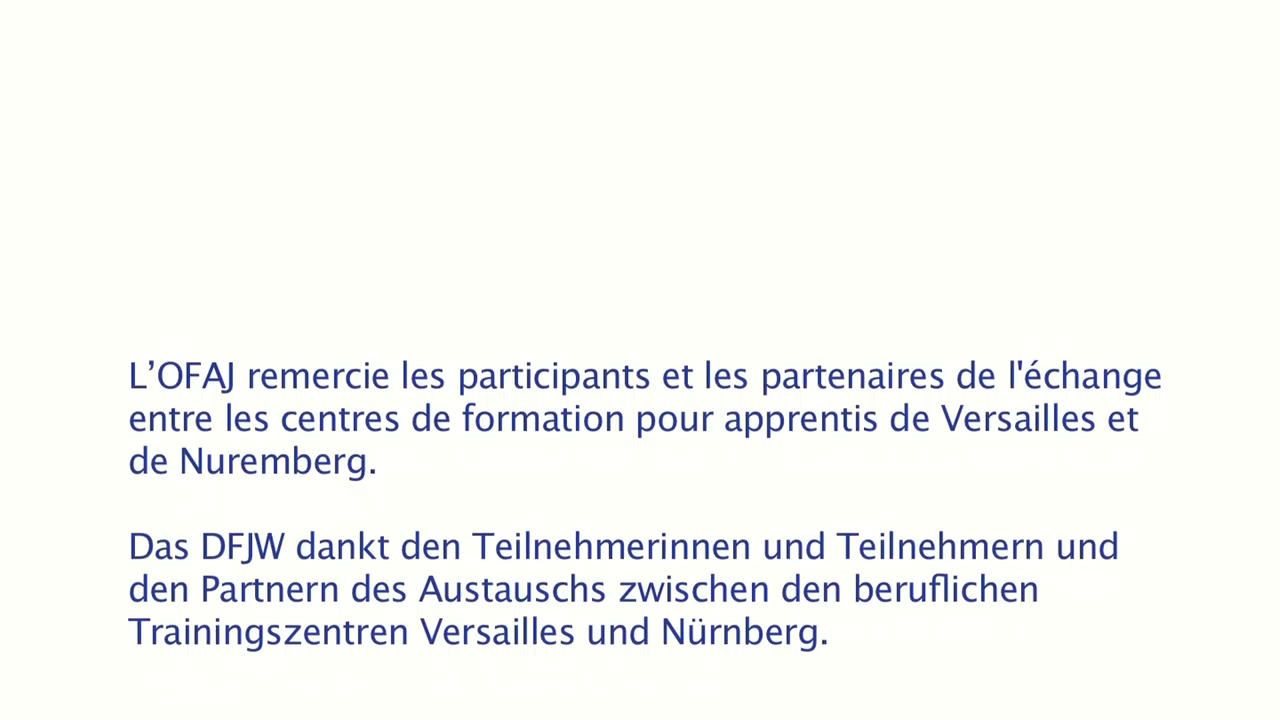 L’OFAJ remercie les participants et les partenaires de l'échange
entre les centres de formation pour apprentis de Versailles et
de Nuremberg.
Das DFJW dankt den Teilnehmerinnen und Teilnehmern und
den Partnern des Austauschs zwischen den beruflichen
Trainingszentren Versailles und Nürnberg.